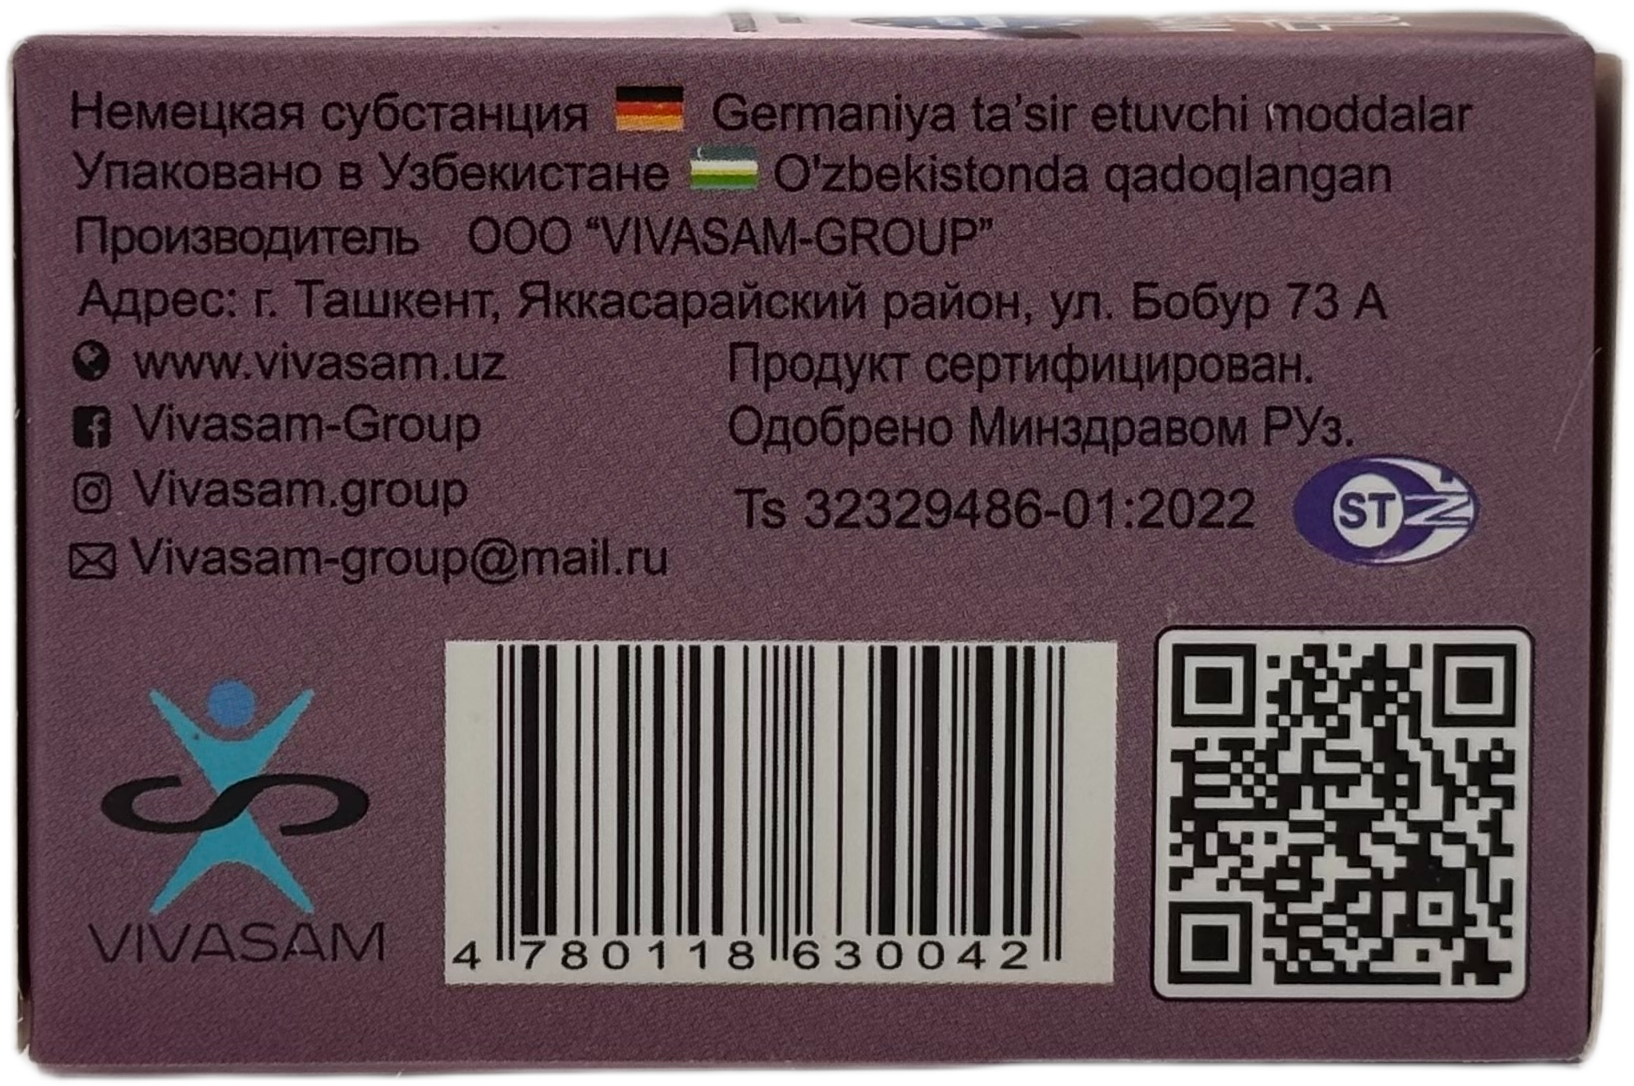 Немецкая субстанция Germaniya ta’sir etuvchi moddalar
Упаковано в Узбекистане O'zbekistonda qadoqlangan
Производитель ООО “VIVASAM-GROUP”
Адрес: г. Ташкент, Яккасарайский район, ул. Бобур 73 А
www.vivasam.uz
Vivasam-Group
Vivasam.group
Vivasam-group@mail.ru
Продукт сертифицирован.
Одобрено Минздравом РУз.
Ts 32329486-01:2022
ST
VIVASAM
4 780118 630042